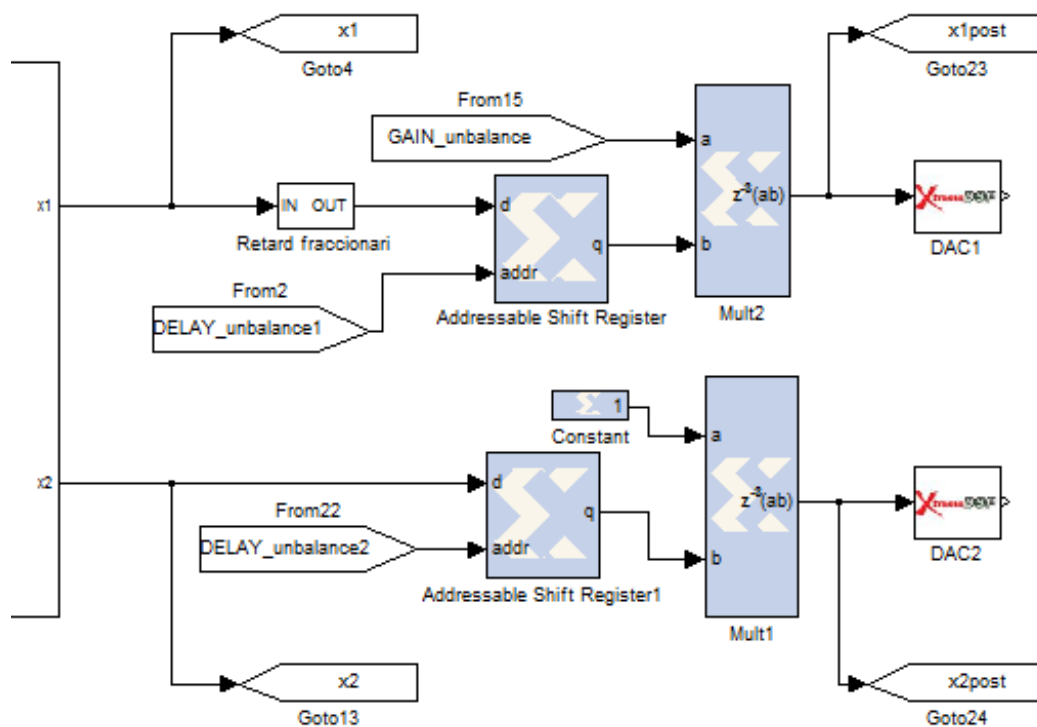 x1
Goto4
x1post
Goto23
From15
GAIN_unbalance
a
z⁻³(ab)
b
Mult2
XtremeDSP
DAC1
x1
IN OUT
Retard fraccionari
d
q
addr
Addressable Shift Register
From2
DELAY_unbalance1
1
Constant
a
z⁻³(ab)
b
Mult1
XtremeDSP
DAC2
x2
d
q
addr
Addressable Shift Register1
From22
DELAY_unbalance2
x2
Goto13
x2post
Goto24